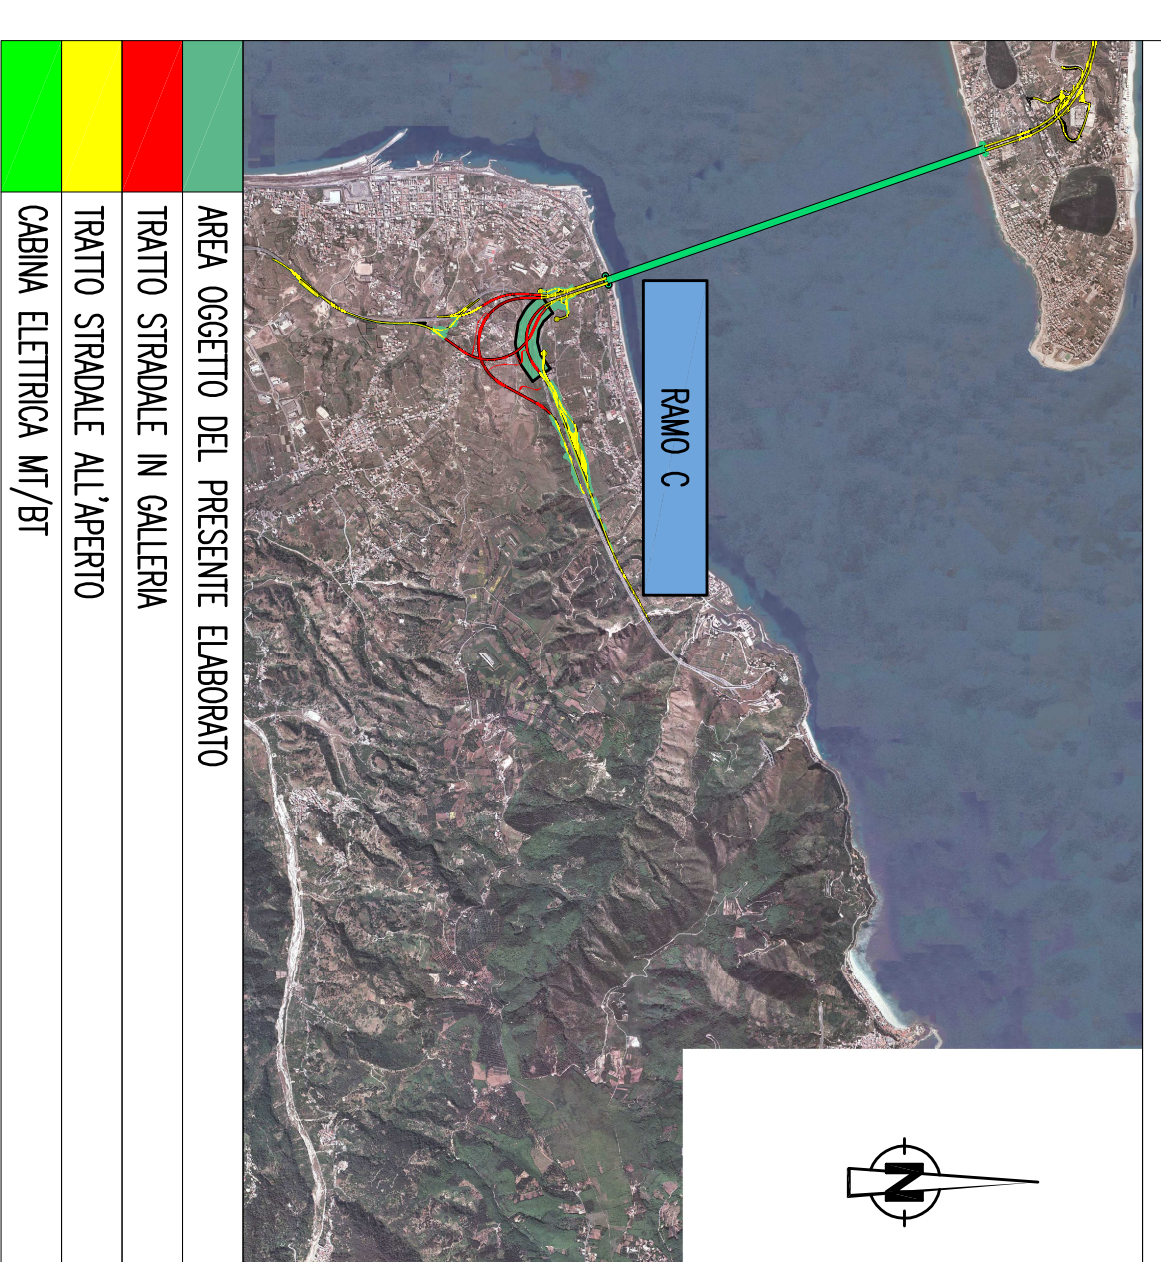 RAMO C
N
AREA OGGETTO DEL PRESENTE ELABORATO
TRATTO STRADALE IN GALLERIA
TRATTO STRADALE ALL'APERTO
CABINA ELETTRICA MT/BT